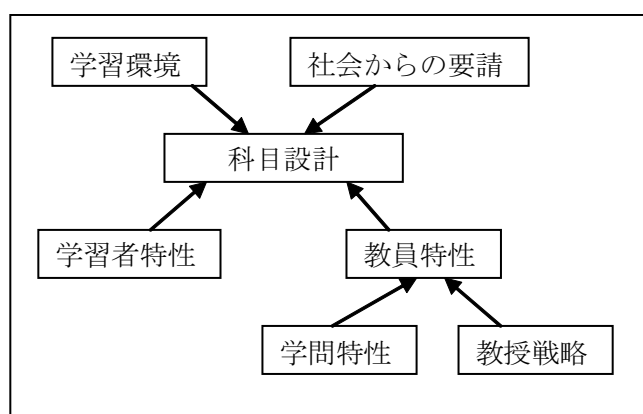 学習環境
社会からの要請
科目設計
学習者特性
教員特性
学問特性
教授戦略